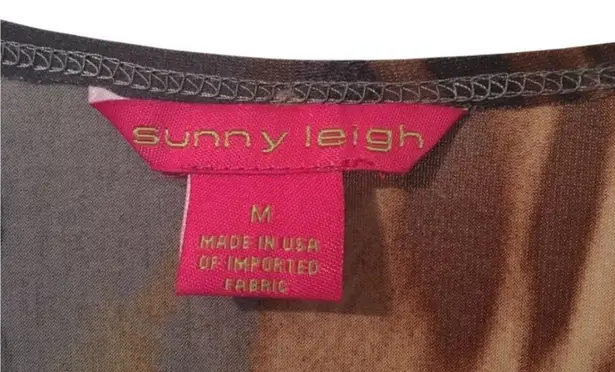 sunny leigh
M
MADE IN USA
OF IMPORTED
FABRIC